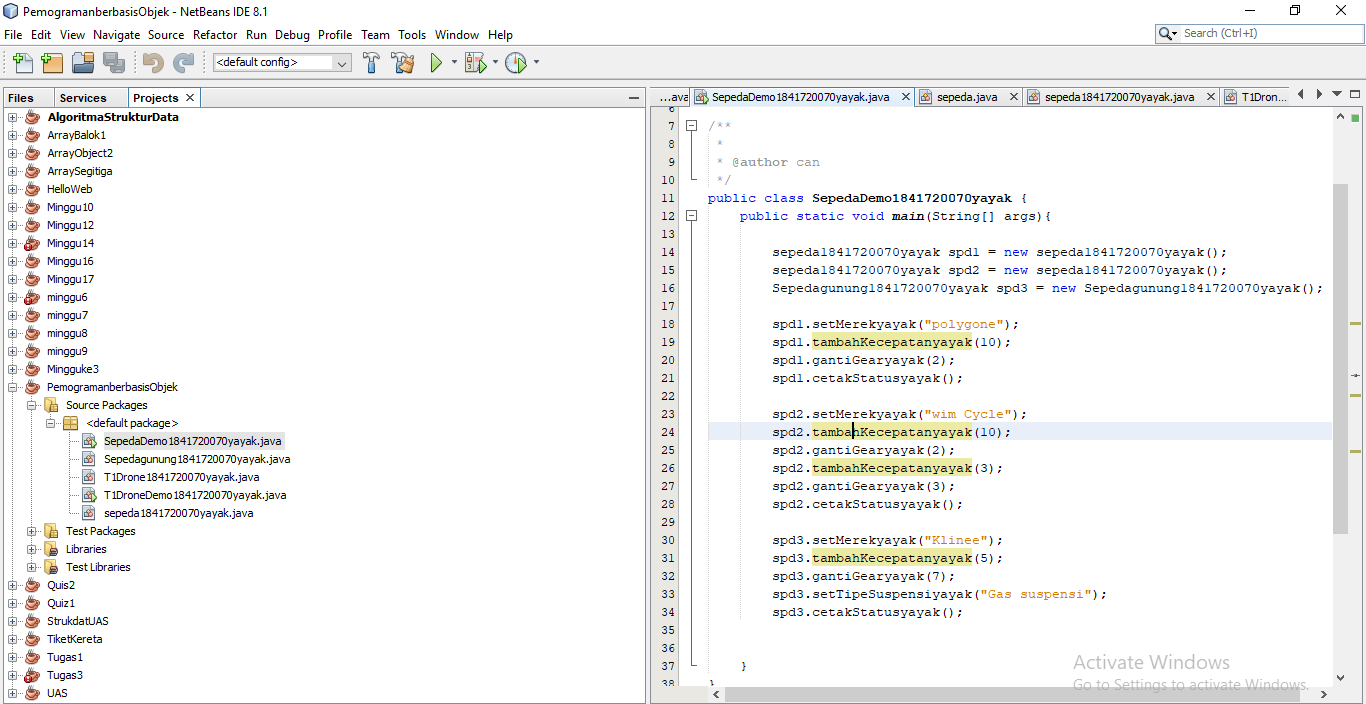 PemogramanberbasisObjek - NetBeans IDE 8.1
File Edit View Navigate Source Refactor Run Debug Profile Team Tools Window Help
Search (Ctrl+I)
<default config>
Files Services Projects
AlgoritmaStrukturData
ArrayBalok1
ArrayObject2
ArraySegitiga
HelloWeb
Minggu10
Minggu12
Minggu14
Minggu16
Minggu17
minggu6
minggu7
minggu8
minggu9
Mingguke3
PemogramanberbasisObjek
Source Packages
<default package>
SepedaDemo1841720070yayak.java
Sepedagunung1841720070yayak.java
T1Drone1841720070yayak.java
T1DroneDemo1841720070yayak.java
sepeda1841720070yayak.java
Test Packages
Libraries
Test Libraries
Quis2
Quiz1
StrukdatUAS
TiketKereta
Tugas1
Tugas3
UAS
...ava SepedaDemo1841720070yayak.java sepeda.java sepeda1841720070yayak.java T1Dron...
6
7 /**
8 *
9 * @author can
10 */
11 public class SepedaDemo1841720070yayak {
12 public static void main(String[] args){
13
14 sepeda1841720070yayak spd1 = new sepeda1841720070yayak();
15 sepeda1841720070yayak spd2 = new sepeda1841720070yayak();
16 Sepedagunung1841720070yayak spd3 = new Sepedagunung1841720070yayak();
17
18 spd1.setMerekyayak("polygone");
19 spd1.tambahKecepatanyayak(10);
20 spd1.gantiGearyayak(2);
21 spd1.cetakStatusyayak();
22
23 spd2.setMerekyayak("wim Cycle");
24 spd2.tambahKecepatanyayak(10);
25 spd2.gantiGearyayak(2);
26 spd2.tambahKecepatanyayak(3);
27 spd2.gantiGearyayak(3);
28 spd2.cetakStatusyayak();
29
30 spd3.setMerekyayak("Klinee");
31 spd3.tambahKecepatanyayak(5);
32 spd3.gantiGearyayak(7);
33 spd3.setTipeSuspensiyayak("Gas suspensi");
34 spd3.cetakStatusyayak();
35
36
37 }
38 }
Activate Windows
Go to Settings to activate Windows.